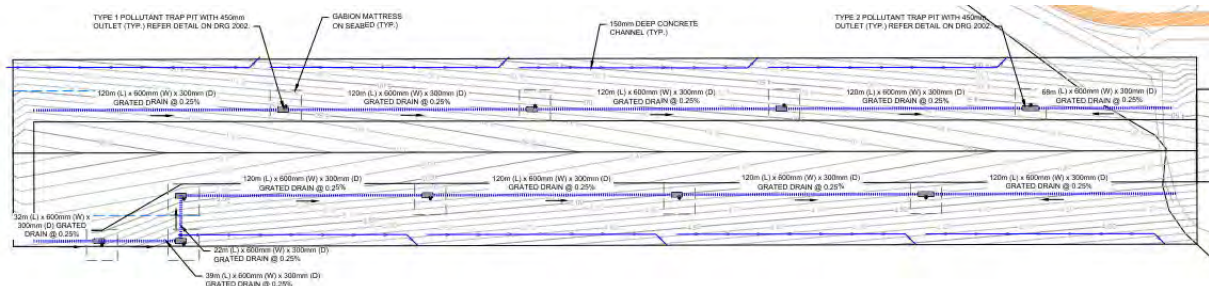 TYPE 1 POLLUTANT TRAP PIT WITH 450mm
OUTLET (TYP.) REFER DETAIL ON DRG 2002.
GABION MATTRESS
ON SEABED (TYP.)
150mm DEEP CONCRETE
CHANNEL (TYP.)
TYPE 2 POLLUTANT TRAP PIT WITH 450mm
OUTLET (TYP.) REFER DETAIL ON DRG 2002.
120m (L) x 600mm (W) x 300mm (D)
GRATED DRAIN @ 0.25%
120m (L) x 600mm (W) x 300mm (D)
GRATED DRAIN @ 0.25%
120m (L) x 600mm (W) x 300mm (D)
GRATED DRAIN @ 0.25%
120m (L) x 600mm (W) x 300mm (D)
GRATED DRAIN @ 0.25%
68m (L) x 600mm (W) x 300mm (D)
GRATED DRAIN @ 0.25%
120m (L) x 600mm (W) x 300mm (D)
GRATED DRAIN @ 0.25%
120m (L) x 600mm (W) x 300mm (D)
GRATED DRAIN @ 0.25%
120m (L) x 600mm (W) x 300mm (D)
GRATED DRAIN @ 0.25%
120m (L) x 600mm (W) x 300mm (D)
GRATED DRAIN @ 0.25%
32m (L) x 600mm (W) x
300mm (D) GRATED
DRAIN @ 0.25%
22m (L) x 600mm (W) x 300mm (D)
GRATED DRAIN @ 0.25%
39m (L) x 600mm (W) x 300mm (D)
GRATED DRAIN @ 0.25%